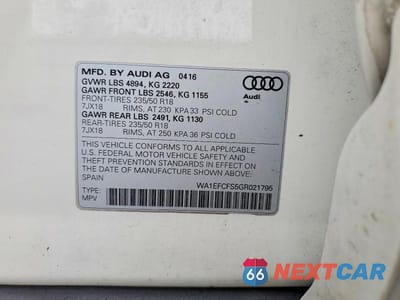 MFD. BY AUDI AG 0416
GVWR LBS 4894, KG 2220
GAWR FRONT LBS 2546, KG 1155
FRONT-TIRES 235/50 R18
7JX18 RIMS, AT 230 KPA 33 PSI COLD
GAWR REAR LBS 2491, KG 1130
REAR-TIRES 235/50 R18
7JX18 RIMS, AT 250 KPA 36 PSI COLD
Audi
THIS VEHICLE CONFORMS TO ALL APPLICABLE
U.S. FEDERAL MOTOR VEHICLE SAFETY AND
THEFT PREVENTION STANDARDS IN EFFECT ON
THE DATE OF MANUFACTURE SHOWN ABOVE.
TYPE: WA1EFCFS5GR021795
MPV
66 NEXTCAR